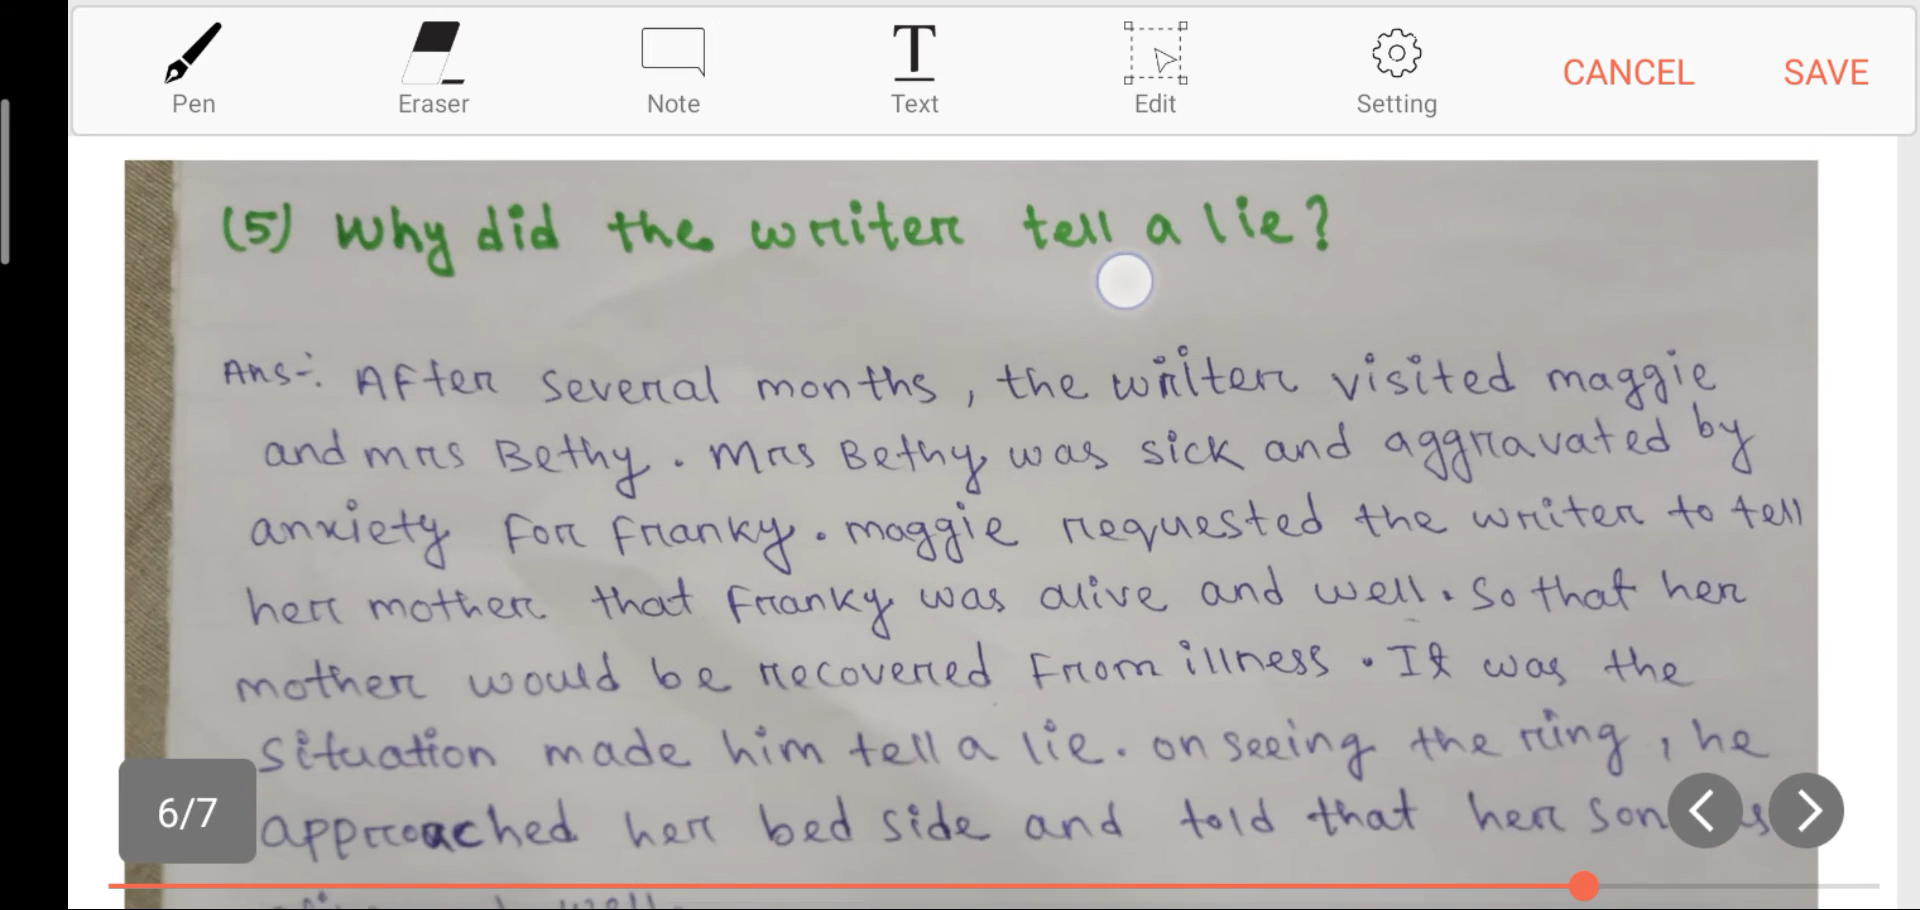 Pen Eraser Note Text Edit Setting CANCEL SAVE
(5) Why did the writer tell a lie?
Ans:- After several months, the writer visited maggie
and mrs Bethy. Mrs Bethy was sick and aggravated by
anxiety For Franky. maggie requested the writer to tell
her mother that Franky was alive and well. So that her
mother would be recovered From illness. It was the
situation made him tell a lie. on seeing the ring, he
approached her bed side and told that her son
6/7